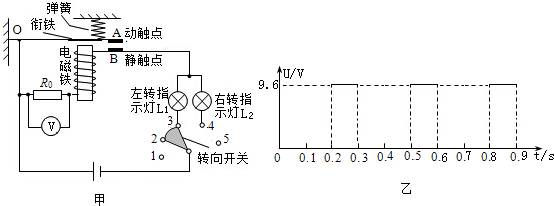 弹簧
衔铁
O
A 动触点
B 静触点
电磁铁
R₀
V
左转指
示灯L₁
右转指
示灯L₂
3
4
2
5
1
转向开关
甲
U/V
9.6
0 0.1 0.2 0.3 0.4 0.5 0.6 0.7 0.8 0.9 t/s
乙